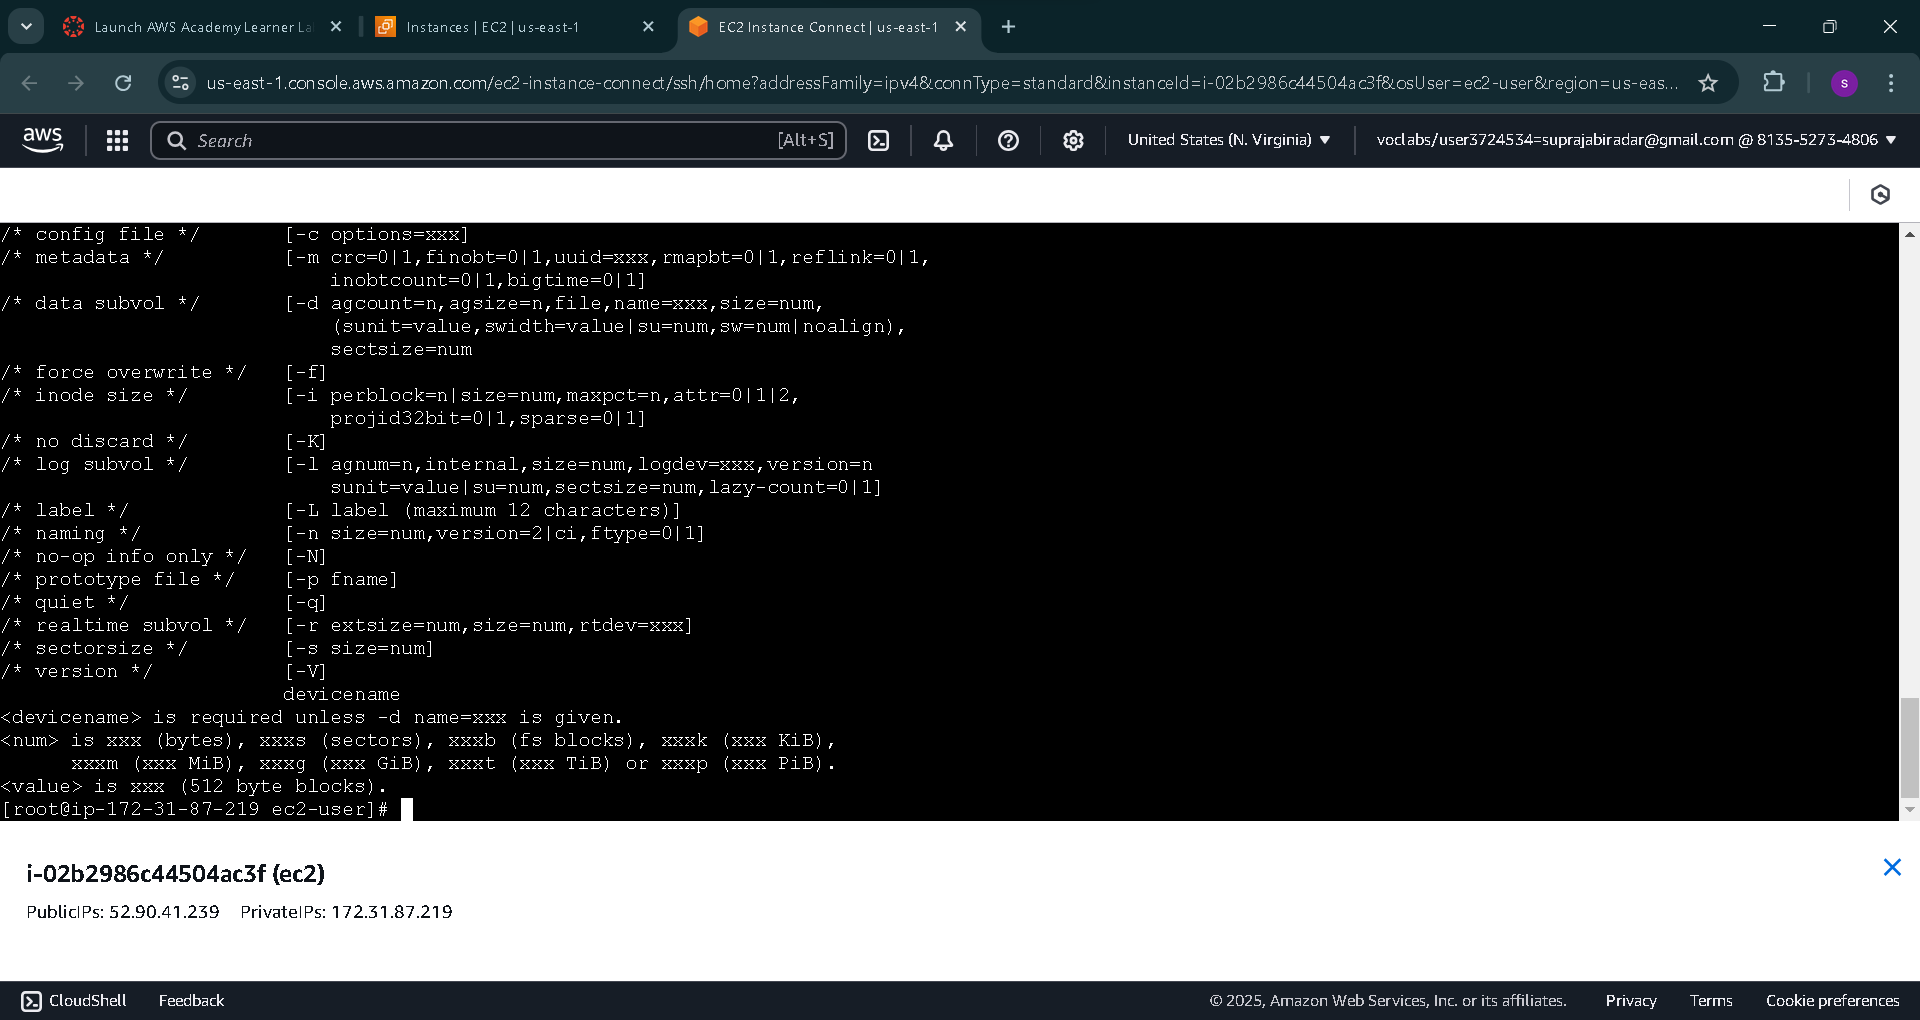 Launch AWS Academy Learner La
Instances | EC2 | us-east-1
EC2 Instance Connect | us-east-1
us-east-1.console.aws.amazon.com/ec2-instance-connect/ssh/home?addressFamily=ipv4&connType=standard&instanceId=i-02b2986c44504ac3f&osUser=ec2-user&region=us-eas...
S
aws
Search
[Alt+S]
United States (N. Virginia)
voclabs/user3724534=suprajabiradar@gmail.com @ 8135-5273-4806
/* config file */ [-c options=xxx]
/* metadata */ [-m crc=0|1,finobt=0|1,uuid=xxx,rmapbt=0|1,reflink=0|1,
inobtcount=0|1,bigtime=0|1]
/* data subvol */ [-d agcount=n,agsize=n,file,name=xxx,size=num,
(sunit=value,swidth=value|su=num,sw=num|noalign),
sectsize=num
/* force overwrite */ [-f]
/* inode size */ [-i perblock=n|size=num,maxpct=n,attr=0|1|2,
projid32bit=0|1,sparse=0|1]
/* no discard */ [-K]
/* log subvol */ [-l agnum=n,internal,size=num,logdev=xxx,version=n
sunit=value|su=num,sectsize=num,lazy-count=0|1]
/* label */ [-L label (maximum 12 characters)]
/* naming */ [-n size=num,version=2|ci,ftype=0|1]
/* no-op info only */ [-N]
/* prototype file */ [-p fname]
/* quiet */ [-q]
/* realtime subvol */ [-r extsize=num,size=num,rtdev=xxx]
/* sectorsize */ [-s size=num]
/* version */ [-V]
devicename
<devicename> is required unless -d name=xxx is given.
<num> is xxx (bytes), xxxs (sectors), xxxb (fs blocks), xxxk (xxx KiB),
xxxm (xxx MiB), xxxg (xxx GiB), xxxt (xxx TiB) or xxxp (xxx PiB).
<value> is xxx (512 byte blocks).
[root@ip-172-31-87-219 ec2-user]#
i-02b2986c44504ac3f (ec2)
PublicIPs: 52.90.41.239 PrivateIPs: 172.31.87.219
CloudShell Feedback © 2025, Amazon Web Services, Inc. or its affiliates. Privacy Terms Cookie preferences